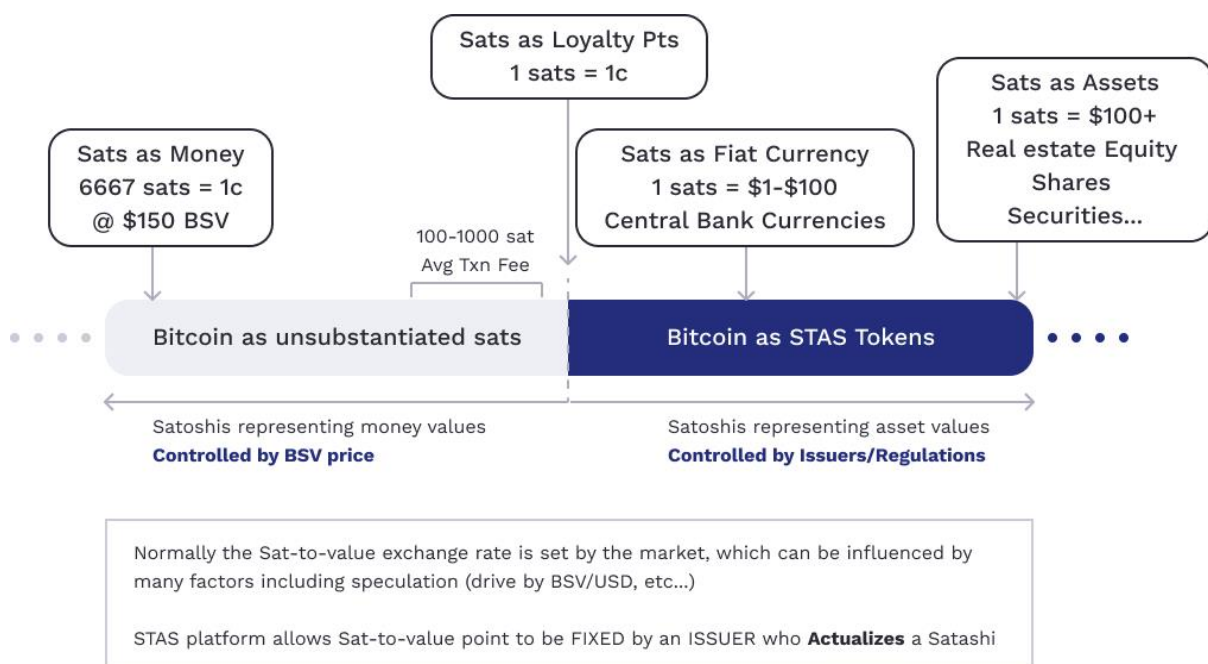 Sats as Loyalty Pts
1 sats = 1c
Sats as Money
6667 sats = 1c
@ $150 BSV
100-1000 sat
Avg Txn Fee
Sats as Fiat Currency
1 sats = $1-$100
Central Bank Currencies
Sats as Assets
1 sats = $100+
Real estate Equity
Shares
Securities...
Bitcoin as unsubstantiated sats
Bitcoin as STAS Tokens
Satoshis representing money values
Controlled by BSV price
Satoshis representing asset values
Controlled by Issuers/Regulations
Normally the Sat-to-value exchange rate is set by the market, which can be influenced by
many factors including speculation (drive by BSV/USD, etc...)
STAS platform allows Sat-to-value point to be FIXED by an ISSUER who Actualizes a Satashi